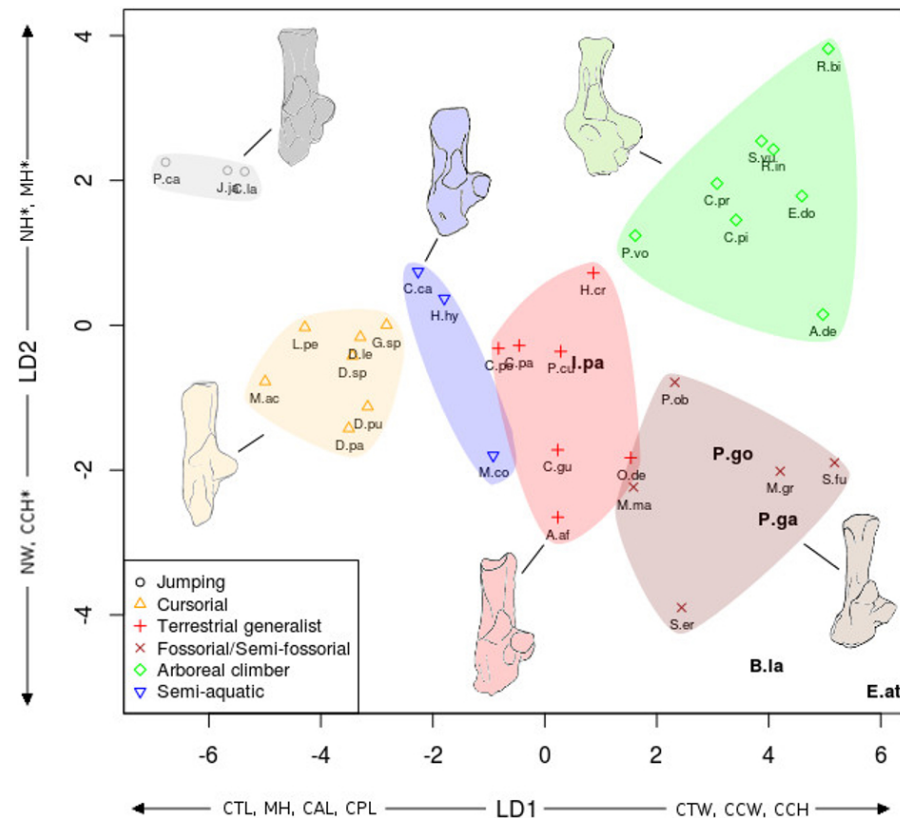 4
R.bi
S.vu
R.in
2
P.ca
J.ja
C.la
C.pr
E.do
C.pi
P.vo
C.ca
H.hy
H.cr
A.de
0
L.pe
D.le
G.sp
D.sp
C.pa
P.cu
I.pa
M.ac
P.ob
D.pu
D.pa
M.co
C.gu
O.de
P.go
-2
M.ma
M.gr
S.fu
A.af
P.ga
Jumping
Cursorial
Terrestrial generalist
Fossorial/Semi-fossorial
Arboreal climber
Semi-aquatic
-4
S.er
B.la
E.at
-6 -4 -2 0 2 4 6
NH*, MH*
LD2
NW, CCH*
CTL, MH, CAL, CPL LD1 CTW, CCW, CCH